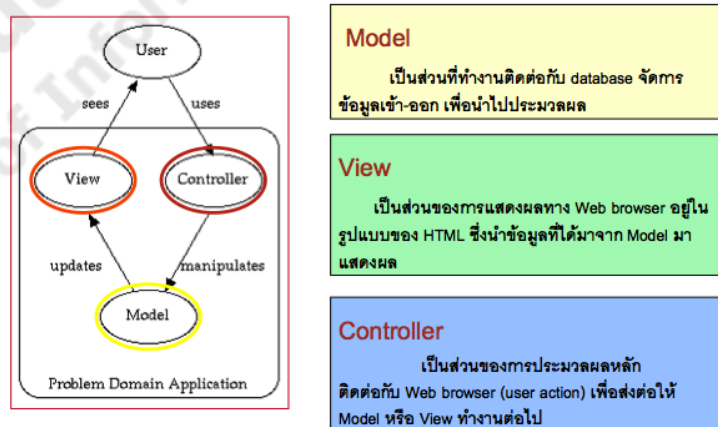 User
sees
uses
View
Controller
updates
manipulates
Model
Problem Domain Application
Model
เป็นส่วนที่ทำงานติดต่อกับ database จัดการ
ข้อมูลเข้า-ออก เพื่อนำไปประมวลผล
View
เป็นส่วนของการแสดงผลทาง Web browser อยู่ใน
รูปแบบของ HTML ซึ่งนำข้อมูลที่ได้มาจาก Model มา
แสดงผล
Controller
เป็นส่วนของการประมวลผลหลัก
ติดต่อกับ Web browser (user action) เพื่อส่งต่อให้
Model หรือ View ทำงานต่อไป
of Infor